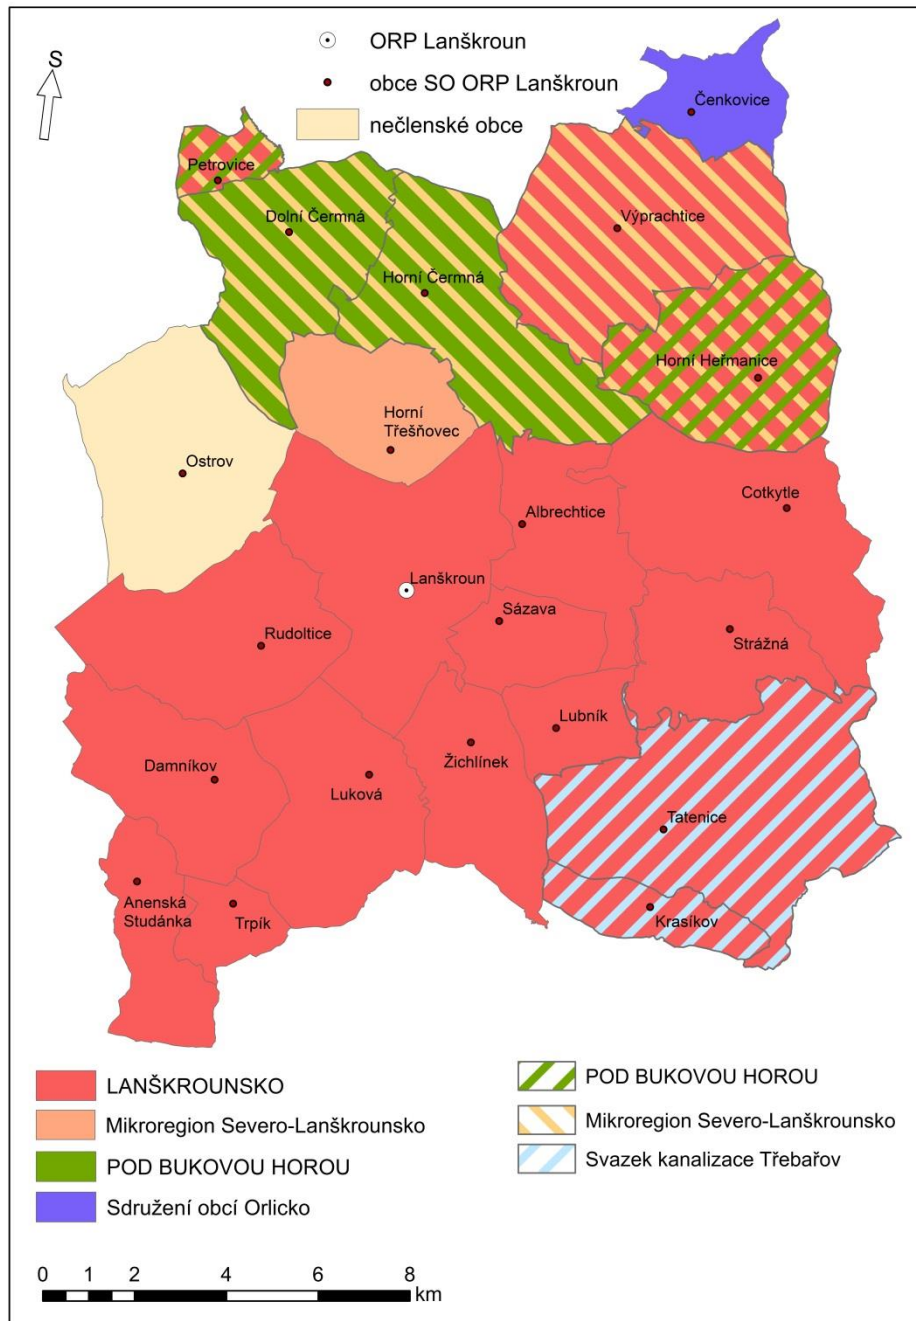 S
ORP Lanškroun
obce SO ORP Lanškroun
nečlenské obce
Čenkovice
Petrovice
Dolní Čermná
Výprachtice
Horní Čermná
Horní Heřmanice
Horní
Třešňovec
Ostrov
Cotkytle
Albrechtice
Lanškroun
Sázava
Rudoltice
Strážná
Lubník
Žichlínek
Damníkov
Luková
Tatenice
Anenská
Studánka
Trpík
Krasíkov
LANŠKROUNSKO
Mikroregion Severo-Lanškrounsko
POD BUKOVOU HOROU
Sdružení obcí Orlicko
POD BUKOVOU HOROU
Mikroregion Severo-Lanškrounsko
Svazek kanalizace Třebařov
0 1 2 4 6 8
km